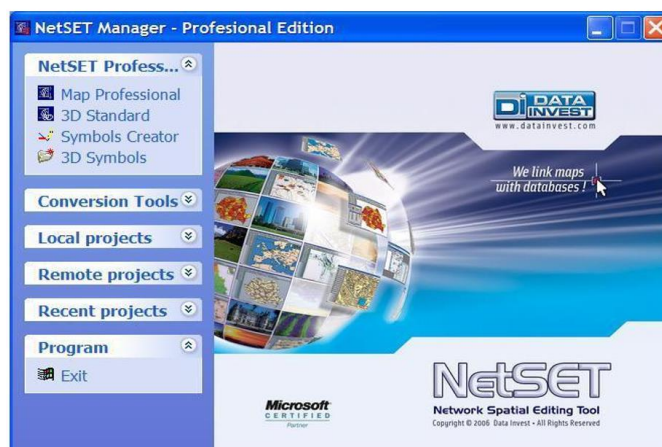 NetSET Manager - Profesional Edition
NetSET Profess...
Map Professional
3D Standard
Symbols Creator
3D Symbols
Conversion Tools
Local projects
Remote projects
Recent projects
Program
Exit
Di DATA INVEST
www.datainvest.com
We link maps
with databases !
Microsoft
CERTIFIED
Partner
NetSET
Network Spatial Editing Tool
Copyright © 2006 Data Invest • All Rights Reserved